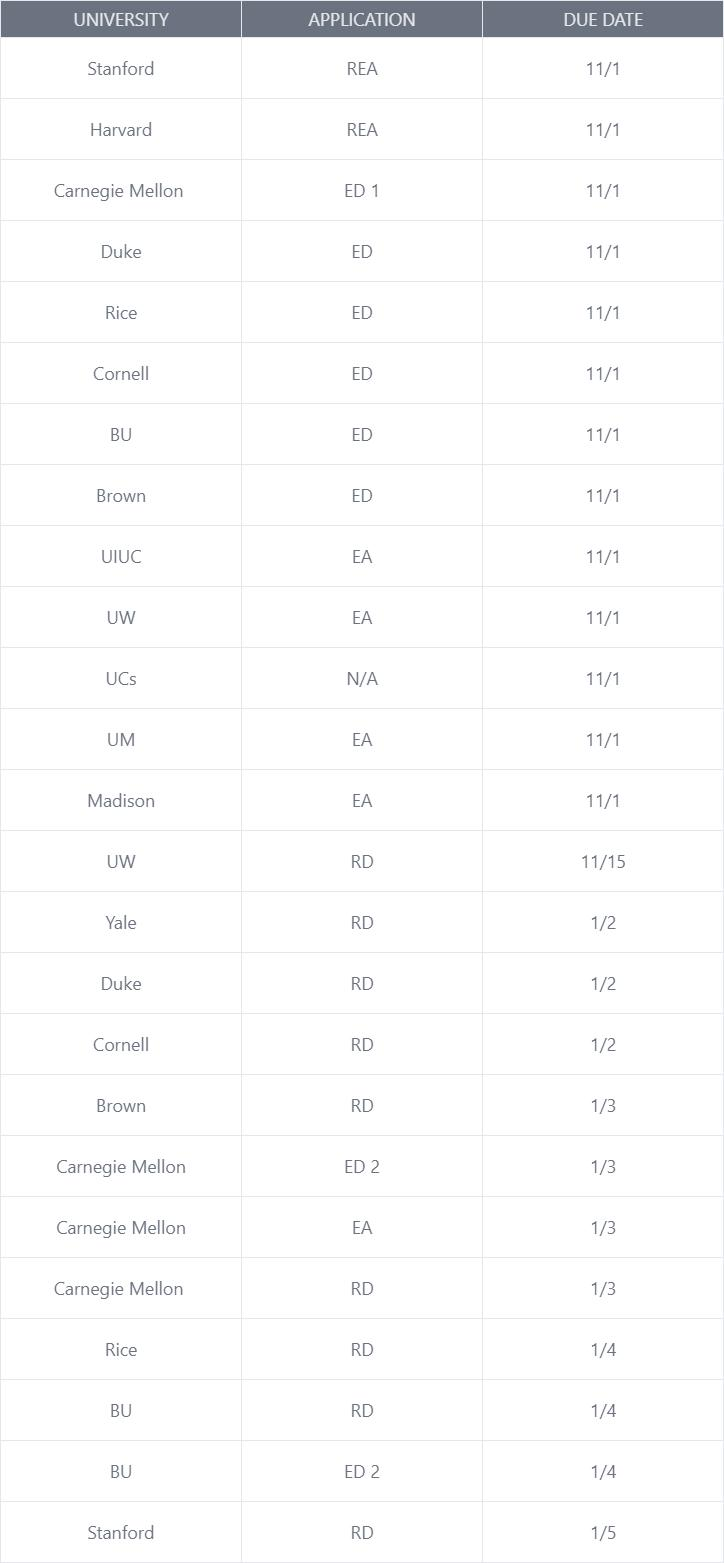 UNIVERSITY APPLICATION DUE DATE
Stanford REA 11/1
Harvard REA 11/1
Carnegie Mellon ED 1 11/1
Duke ED 11/1
Rice ED 11/1
Cornell ED 11/1
BU ED 11/1
Brown ED 11/1
UIUC EA 11/1
UW EA 11/1
UCs N/A 11/1
UM EA 11/1
Madison EA 11/1
UW RD 11/15
Yale RD 1/2
Duke RD 1/2
Cornell RD 1/2
Brown RD 1/3
Carnegie Mellon ED 2 1/3
Carnegie Mellon EA 1/3
Carnegie Mellon RD 1/3
Rice RD 1/4
BU RD 1/4
BU ED 2 1/4
Stanford RD 1/5